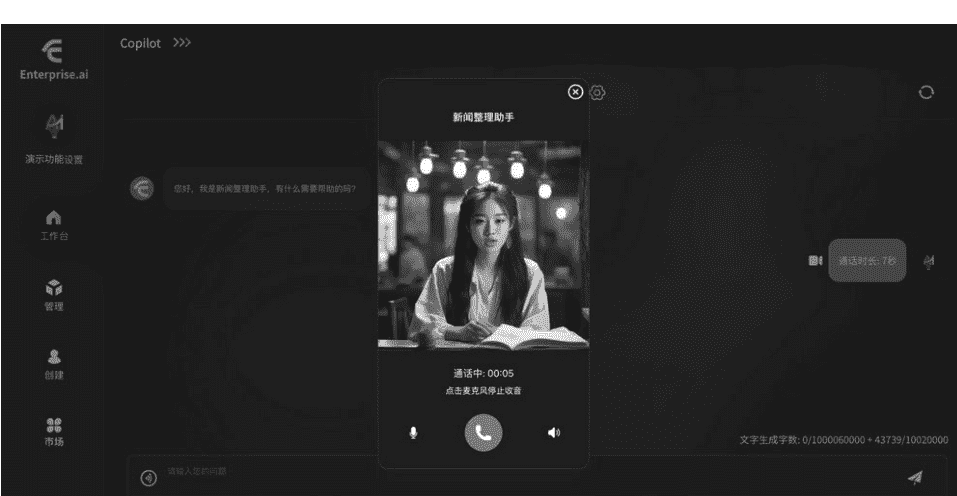 Copilot >>>
Enterprise.ai
演示功能设置
工作台
管理
创建
市场
您好，我是新闻整理助手，有什么需要帮助的吗？
新闻整理助手
通话中: 00:05
点击麦克风停止收音
通话时长: 7秒
文字生成字数: 0/1000060000 + 43739/10020000
请输入您的问题